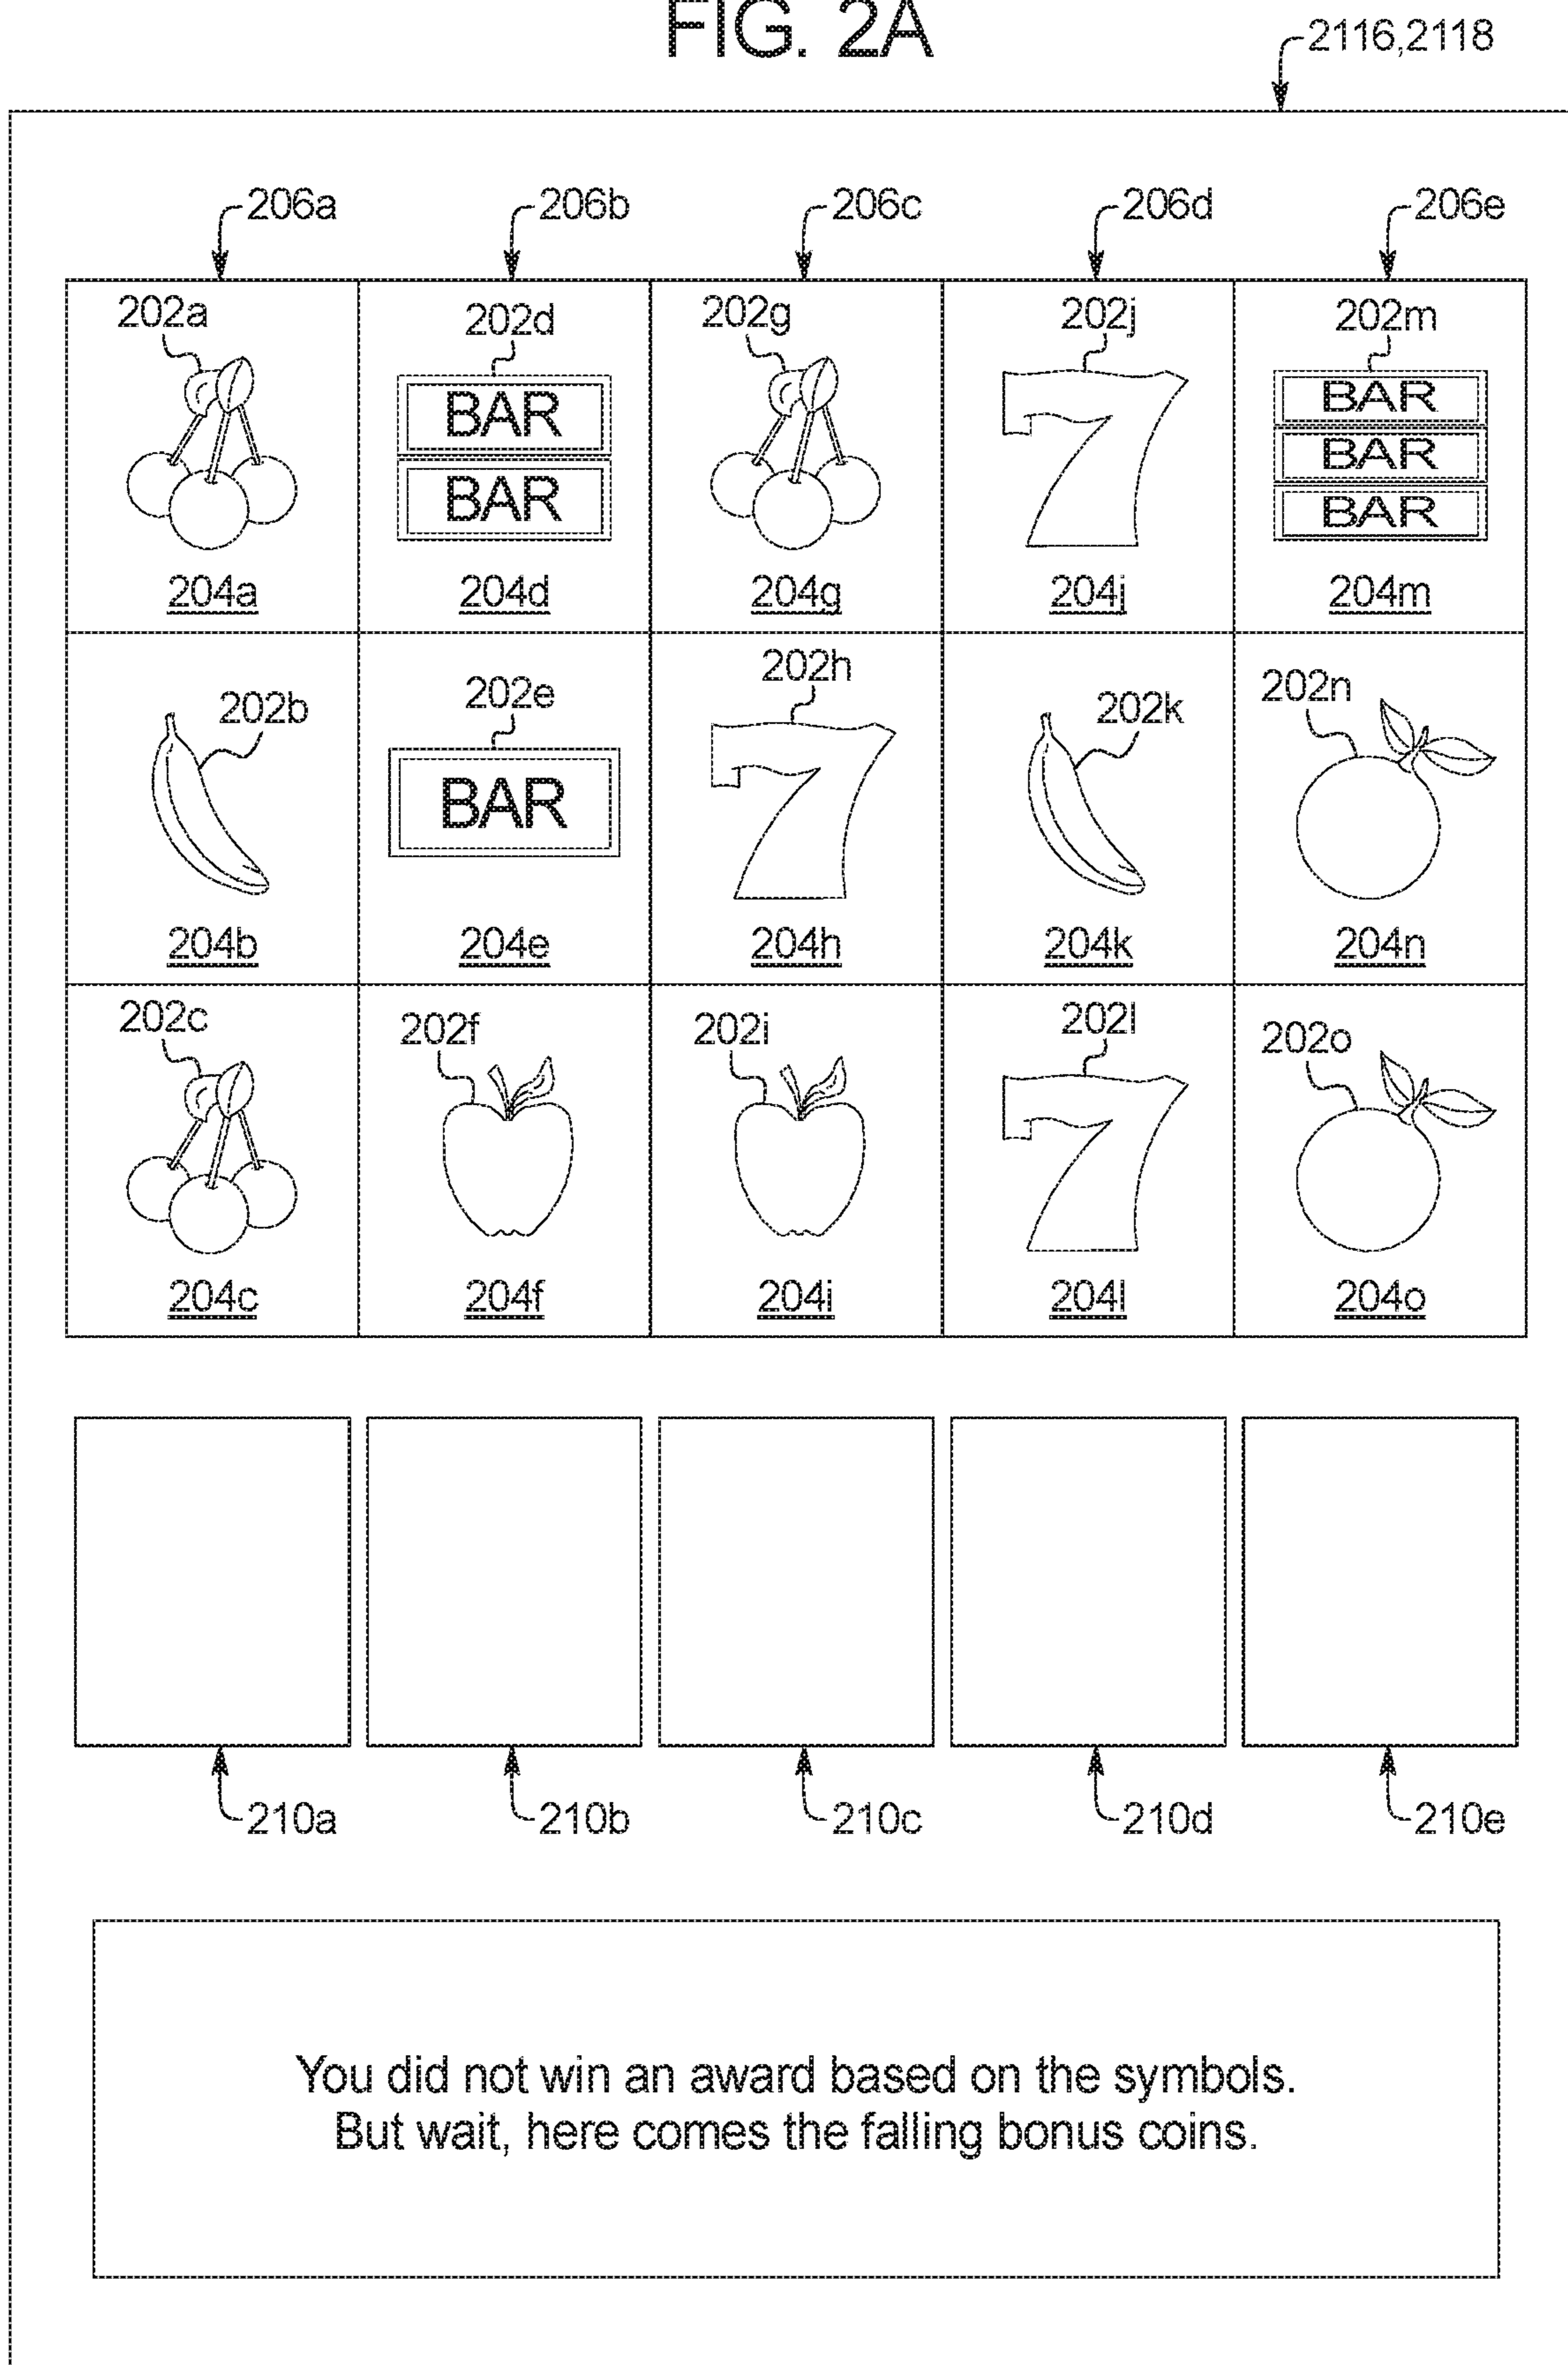 FIG. 2A
2116,2118
206a 206b 206c 206d 206e
202a 202d 202g 202j 202m
BAR BAR
BAR
BAR BAR
204a 204d 204g 204j 204m
202b 202e 202h 202k 202n
BAR
204b 204e 204h 204k 204n
202c 202f 202i 202l 202o
204c 204f 204i 204l 204o
210a 210b 210c 210d 210e
You did not win an award based on the symbols.
But wait, here comes the falling bonus coins.